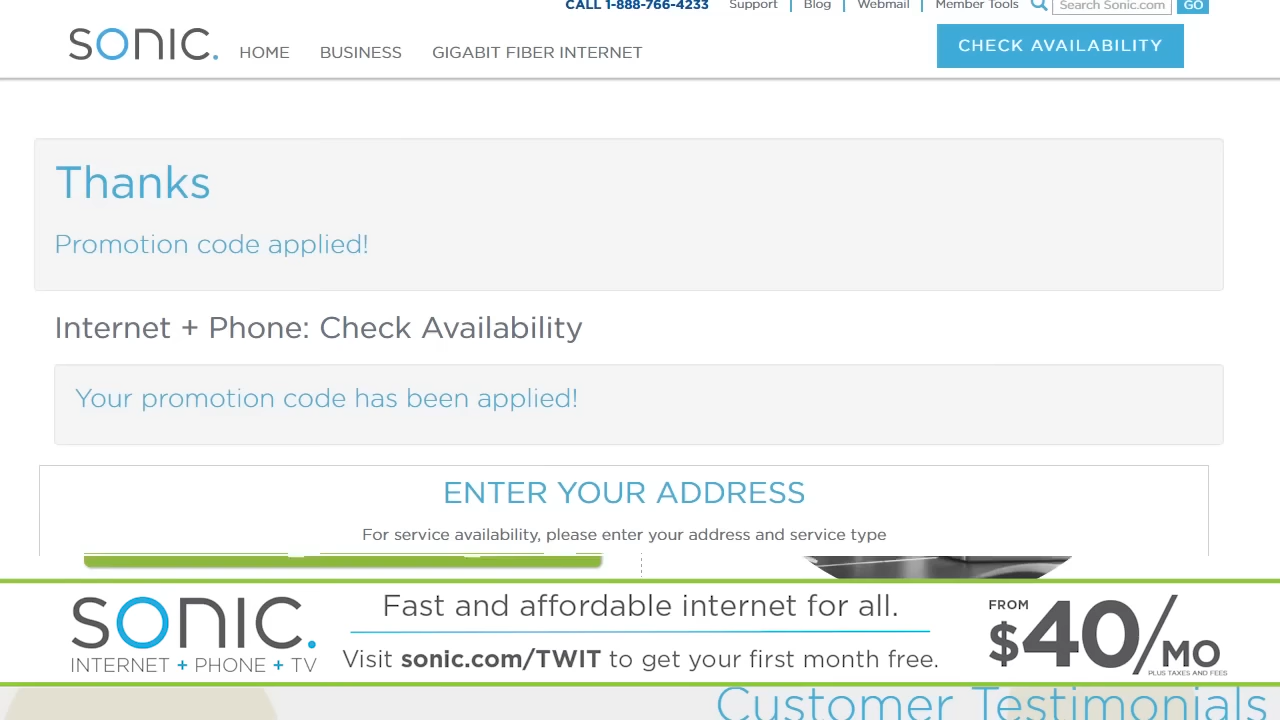 CALL 1-888-766-4233 Support Blog Webmail Member Tools Search Sonic.com GO
SONIC. HOME BUSINESS GIGABIT FIBER INTERNET CHECK AVAILABILITY
Thanks
Promotion code applied!
Internet + Phone: Check Availability
Your promotion code has been applied!
ENTER YOUR ADDRESS
For service availability, please enter your address and service type
SONIC.
INTERNET + PHONE + TV
Fast and affordable internet for all.
Visit sonic.com/TWIT to get your first month free.
FROM
$40/MO
PLUS TAXES AND FEES
Customer Testimonials